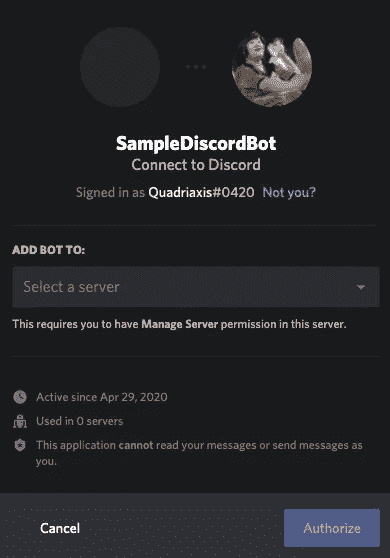 SampleDiscordBot
Connect to Discord
Signed in as Quadriaxis#0420 Not you?
ADD BOT TO:
Select a server
This requires you to have Manage Server permission in this server.
Active since Apr 29, 2020
Used in 0 servers
This application cannot read your messages or send messages as
you.
Cancel
Authorize